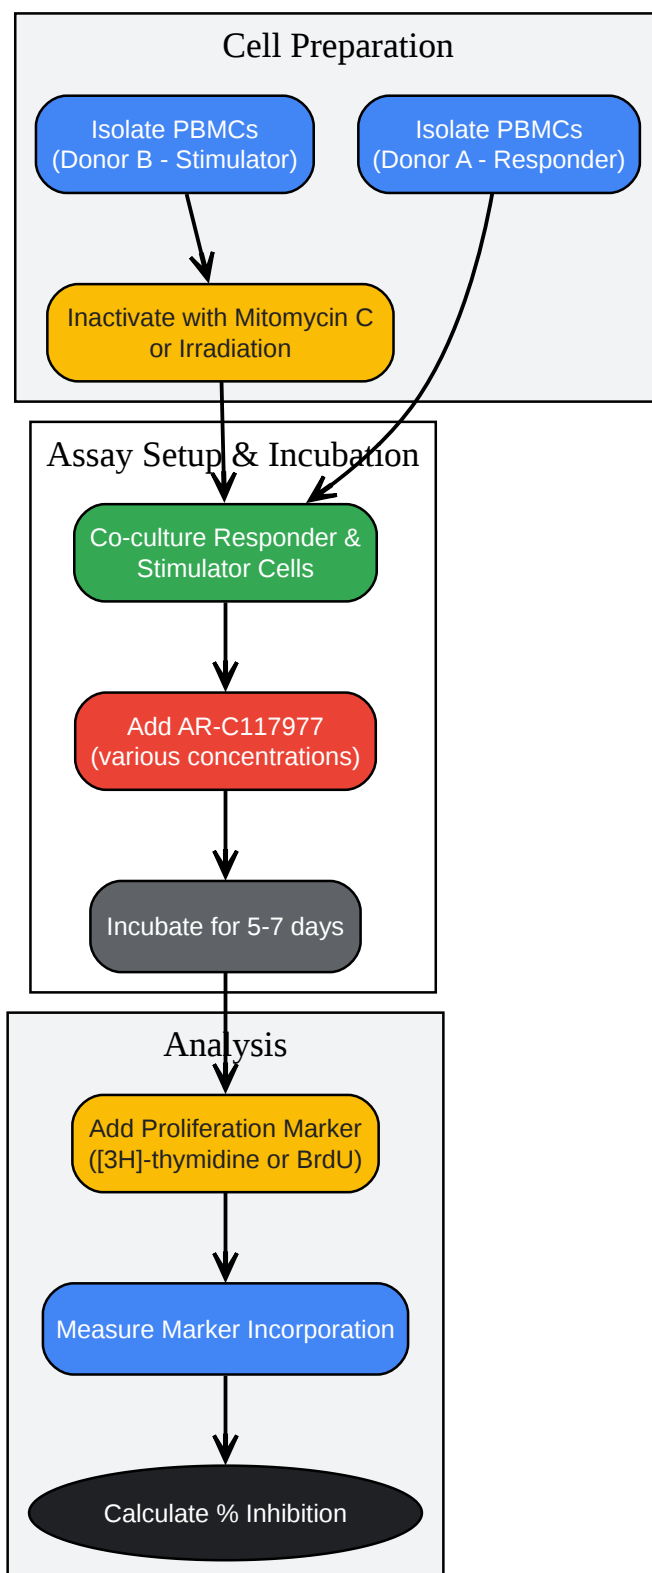 Cell Preparation
Isolate PBMCs
(Donor B - Stimulator)
Isolate PBMCs
(Donor A - Responder)
Inactivate with Mitomycin C
or Irradiation
Assay Setup & Incubation
Co-culture Responder &
Stimulator Cells
Add AR-C117977
(various concentrations)
Incubate for 5-7 days
Analysis
Add Proliferation Marker
([3H]-thymidine or BrdU)
Measure Marker Incorporation
Calculate % Inhibition